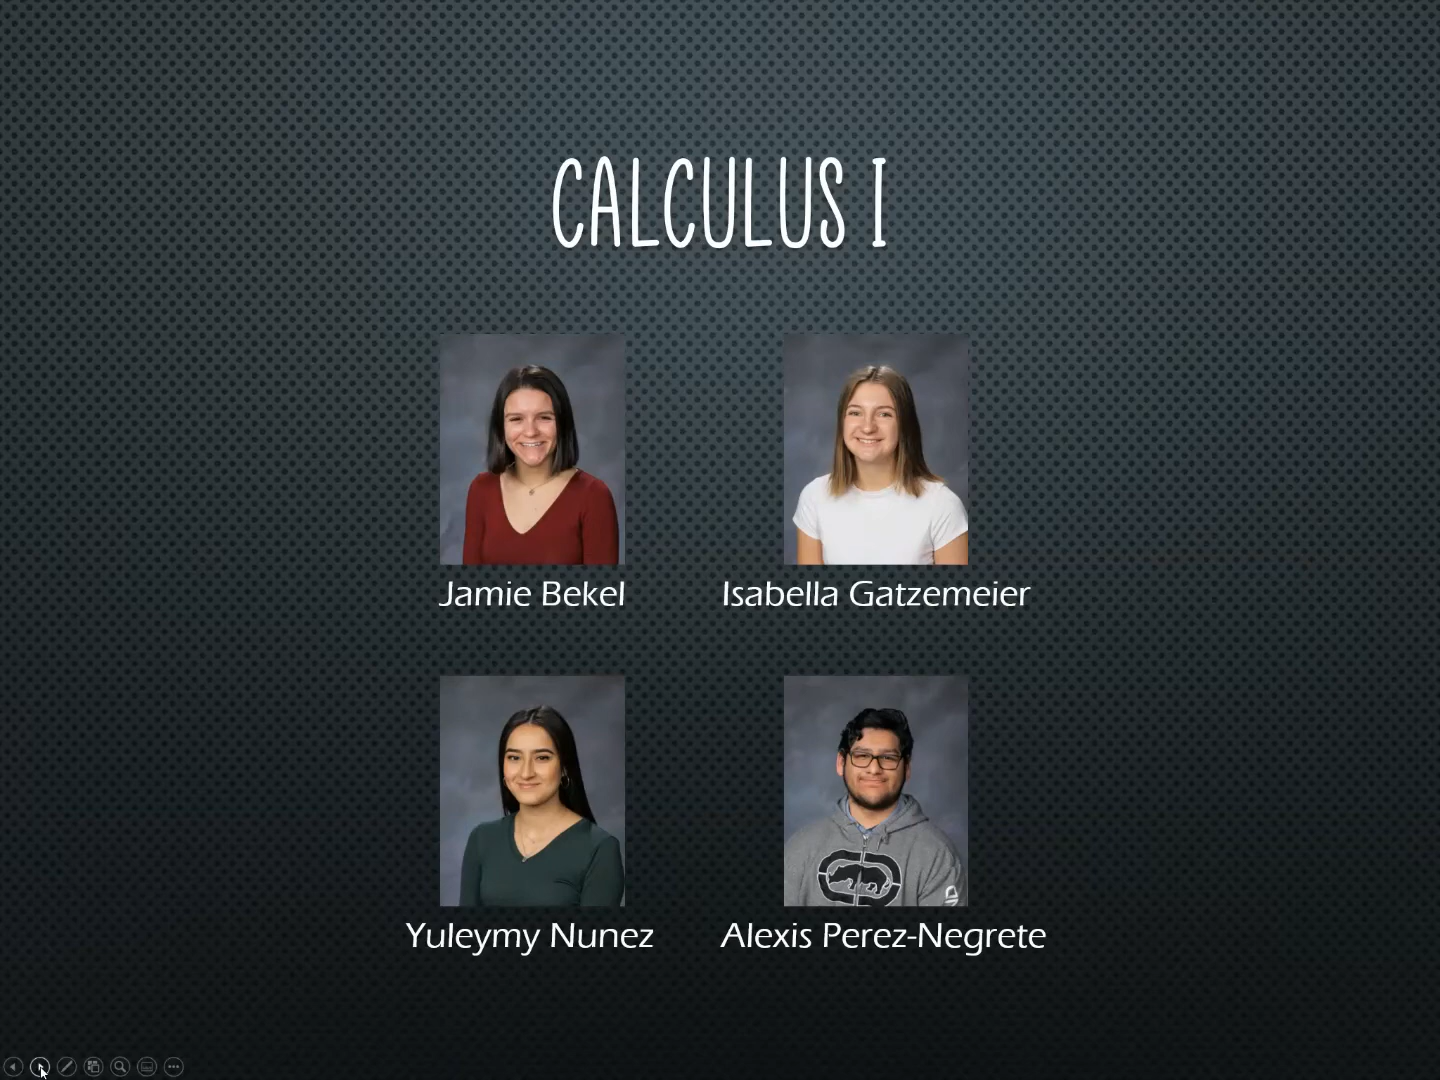 CALCULUS I
Jamie Bekel
Isabella Gatzemeier
Yuleymy Nunez
Alexis Perez-Negrete